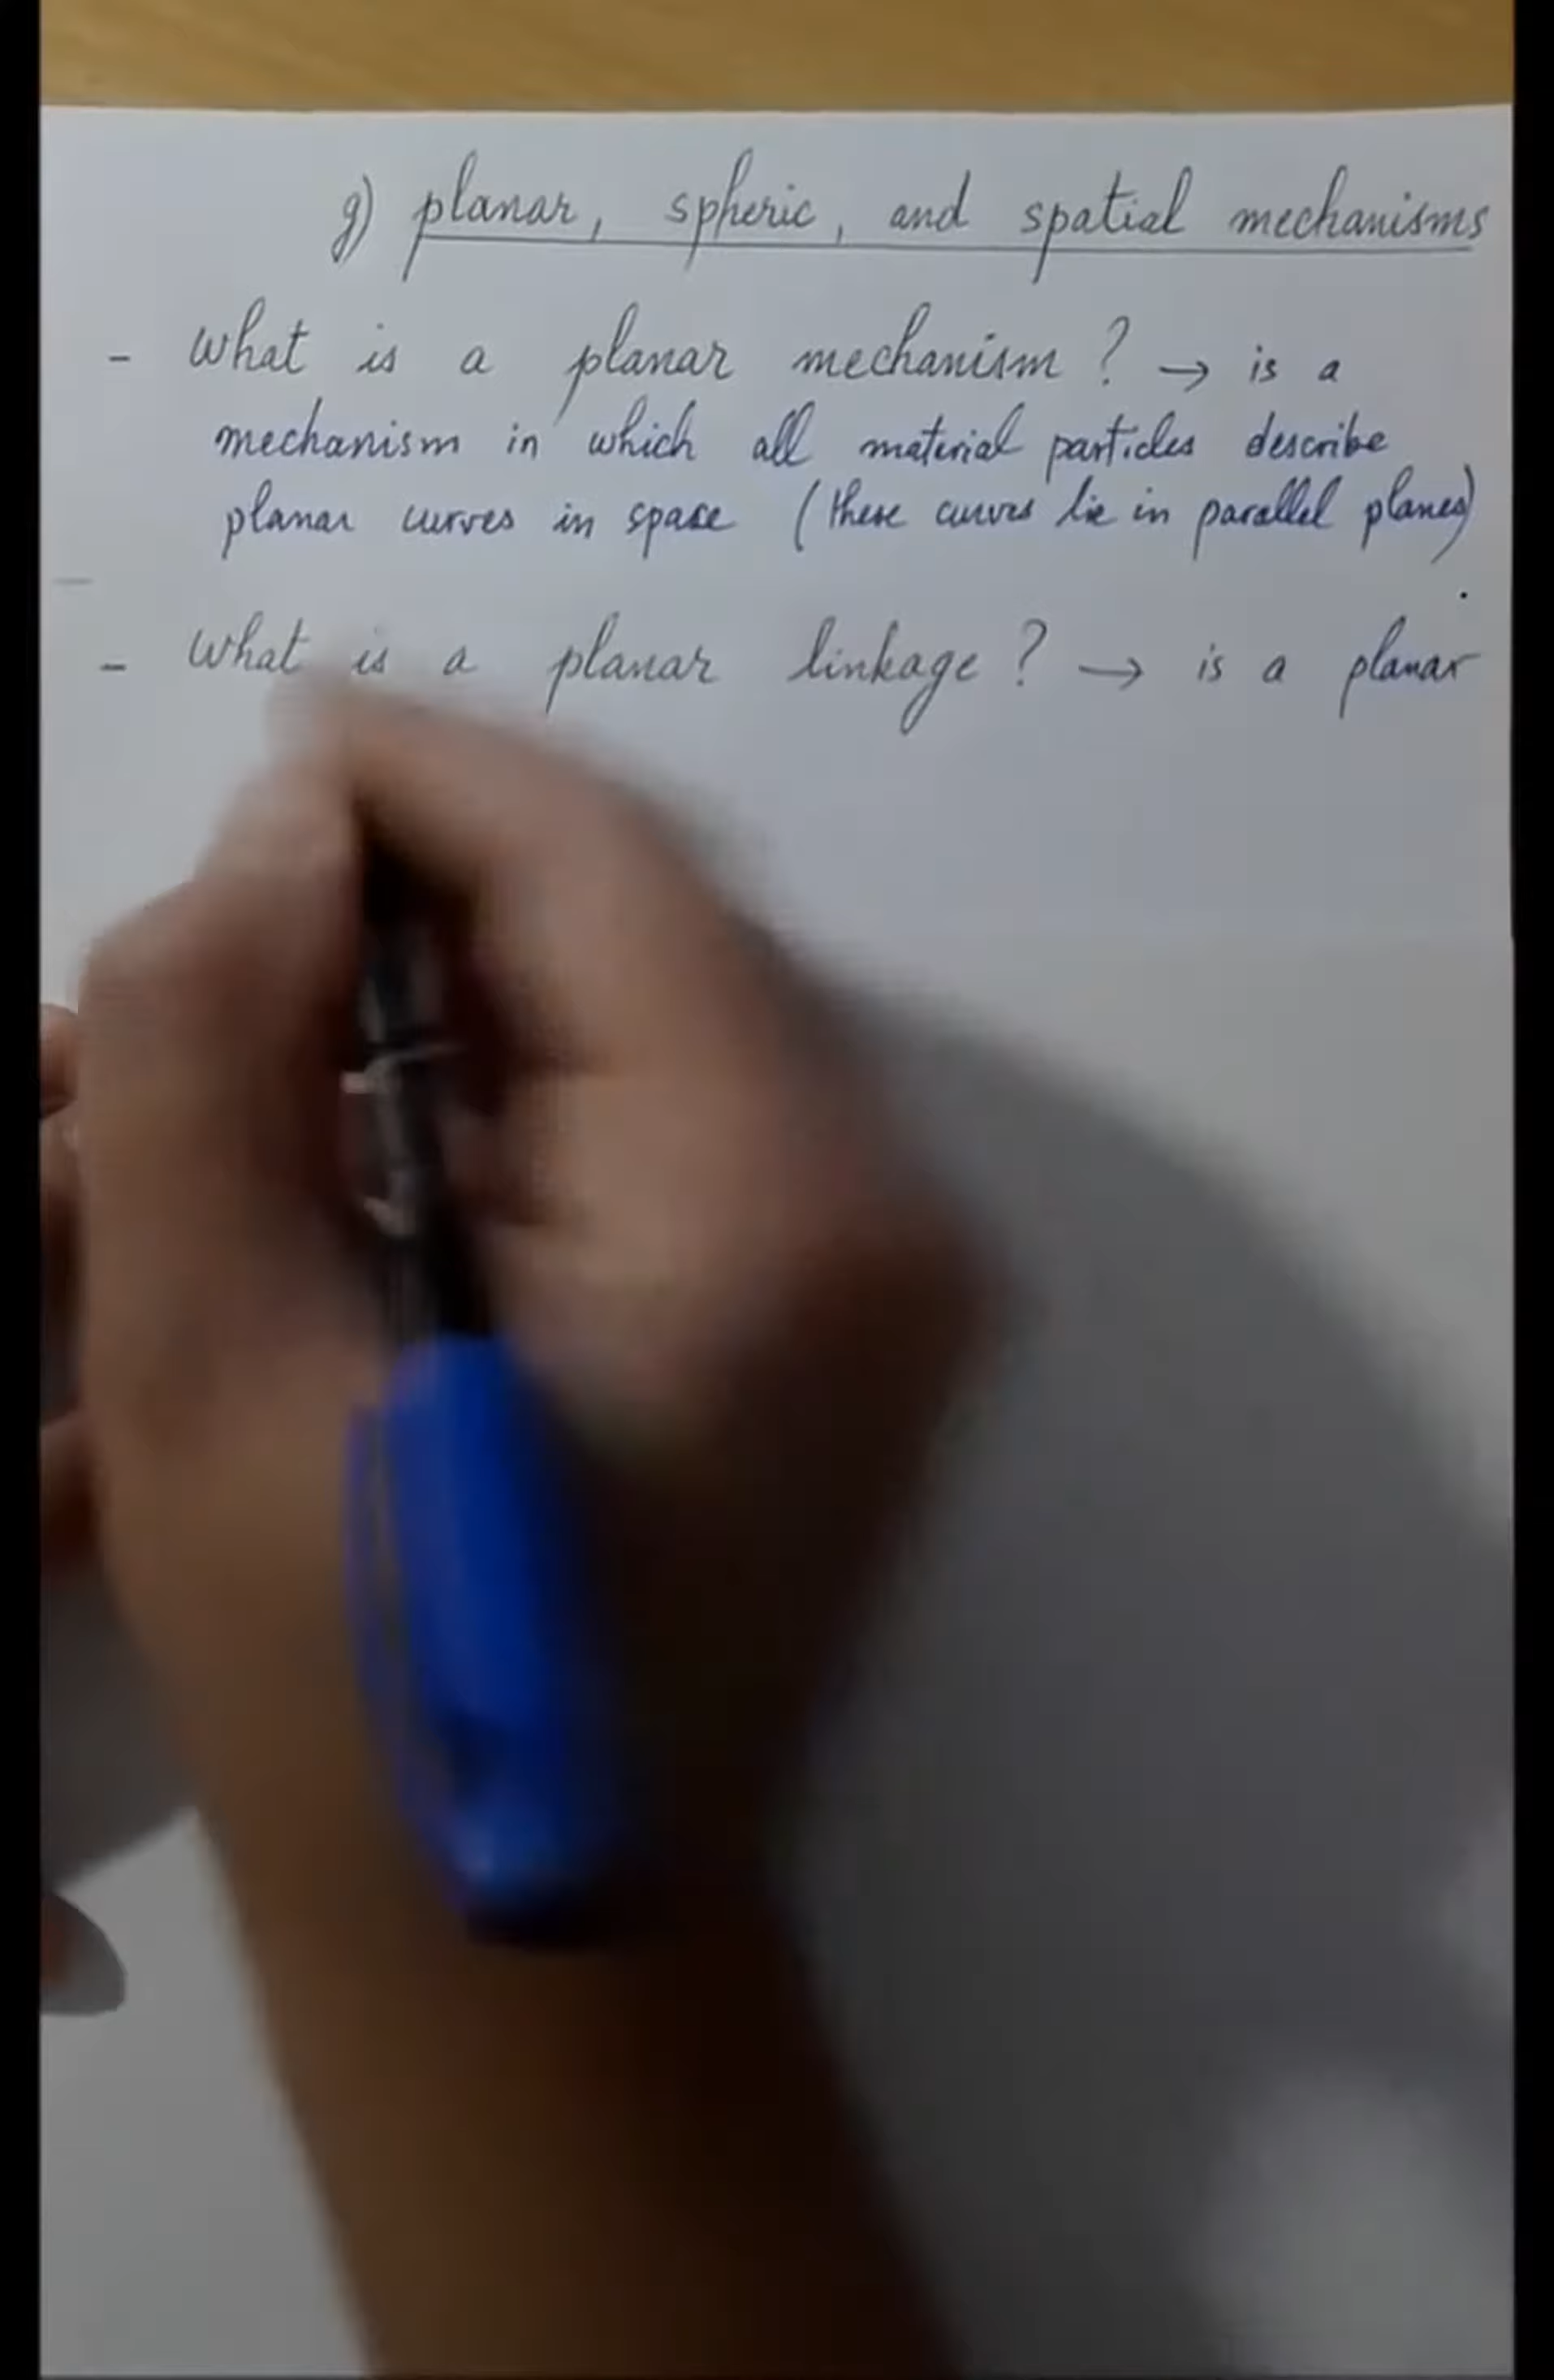 g) planar, spheric, and spatial mechanisms
- what is a planar mechanism? → is a
mechanism in which all material particles describe
planar curves in space (these curves lie in parallel planes)
.
- what is a planar linkage? → is a planar